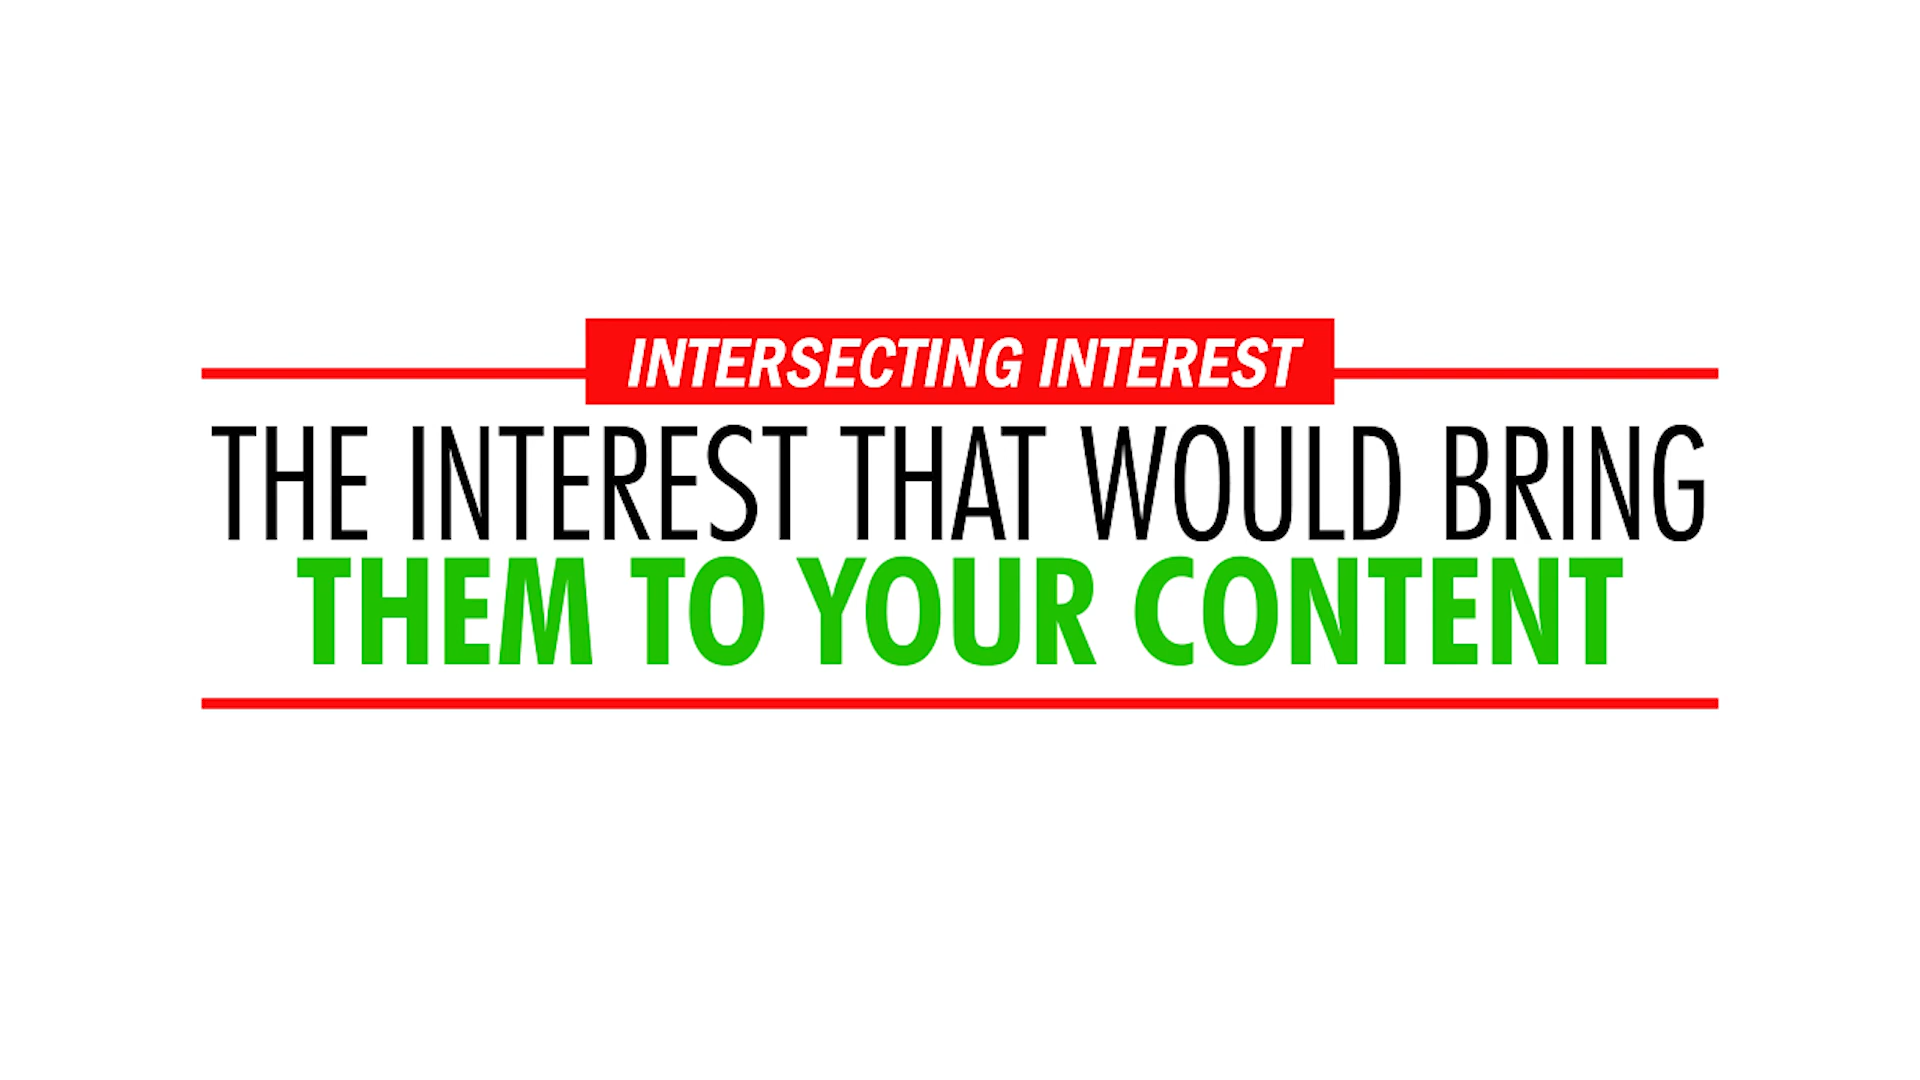 INTERSECTING INTEREST
THE INTEREST THAT WOULD BRING
THEM TO YOUR CONTENT